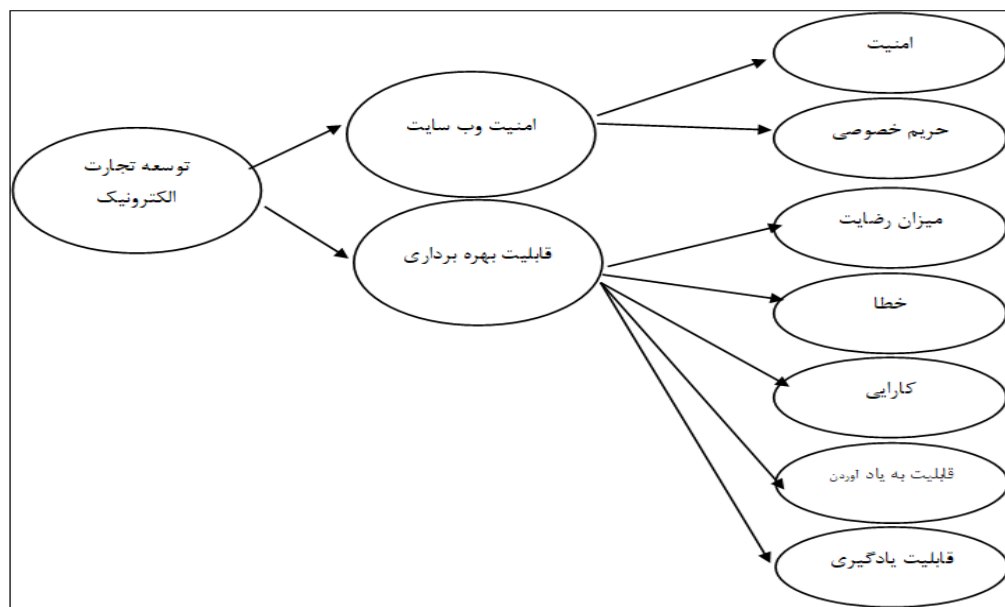 توسعه تجارت
الکترونیک
امنیت وب سایت
قابلیت بهره برداری
امنیت
حریم خصوصی
میزان رضایت
خطا
کارایی
قابلیت به یاد آوردن
قابلیت یادگیری